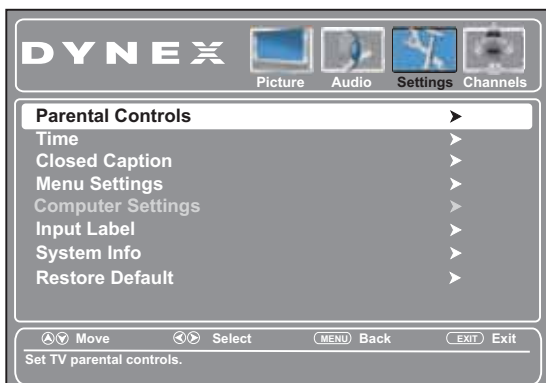 DYNEX
Picture Audio Settings Channels
Parental Controls
Time
Closed Caption
Menu Settings
Computer Settings
Input Label
System Info
Restore Default
Move Select MENU Back EXIT Exit
Set TV parental controls.